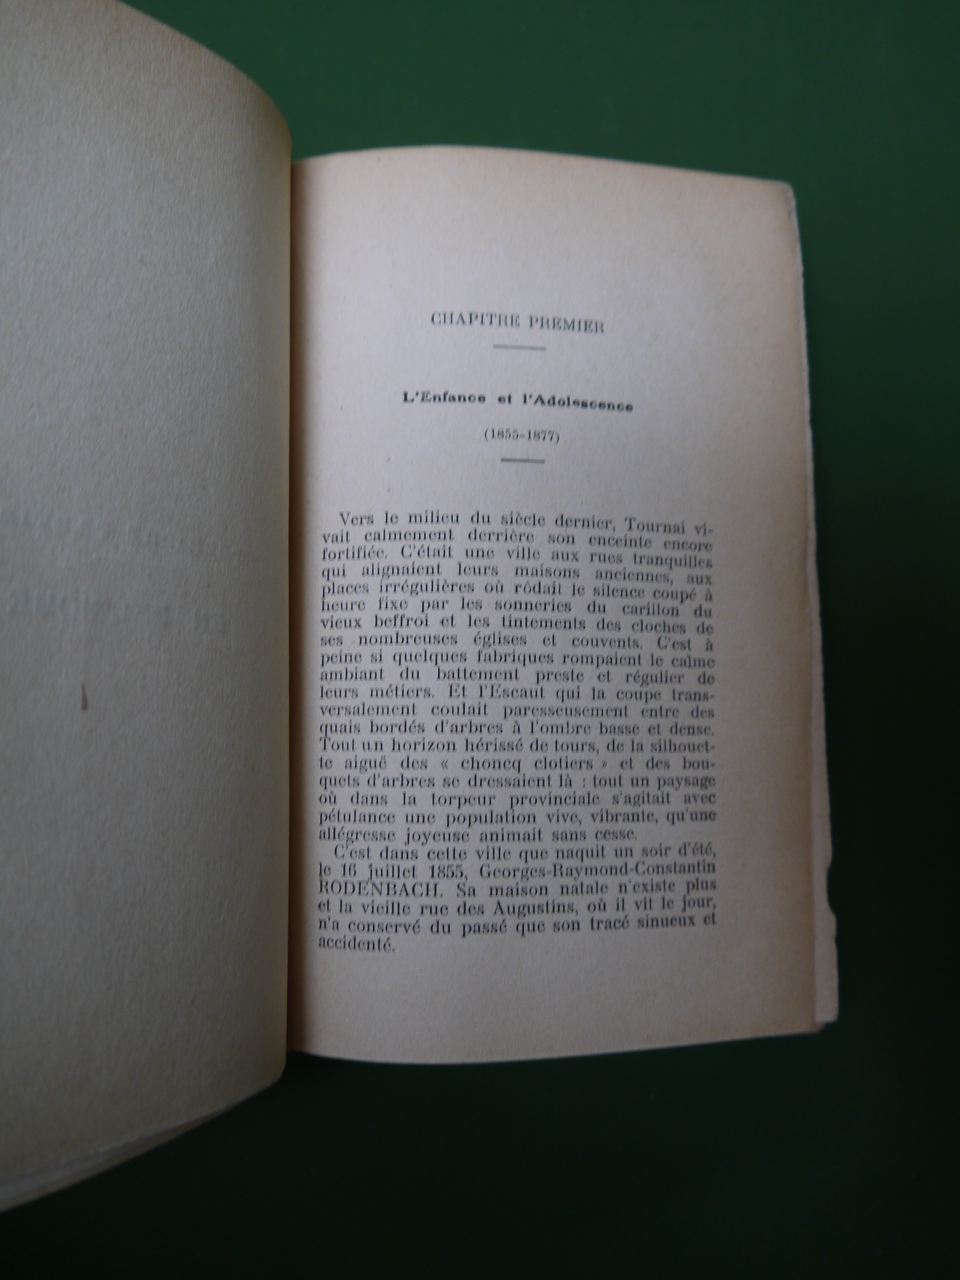 CHAPITRE PREMIER
L'Enfance et l'Adolescence
(1855-1877)
Vers le milieu du siècle dernier, Tournai vi-
vait calmement derrière son enceinte encore
fortifiée. C'était une ville aux rues tranquilles
qui alignaient leurs maisons anciennes, aux
places irrégulières où rôdait le silence coupé à
heure fixe par les sonneries du carillon du
vieux beffroi et les tintements des cloches de
ses nombreuses églises et couvents. C'est à
peine si quelques fabriques rompaient le calme
ambiant du battement preste et régulier de
leurs métiers. Et l'Escaut qui la coupe trans-
versalement coulait paresseusement entre des
quais bordés d'arbres à l'ombre basse et dense.
Tout un horizon hérissé de tours, de la silhouet-
te aiguë des « choncq clotiers » et des bou-
quets d'arbres se dressaient là : tout un paysage
où dans la torpeur provinciale s'agitait avec
pétulance une population vive, vibrante, qu'une
allégresse joyeuse animait sans cesse.
C'est dans cette ville que naquit un soir d'été,
le 16 juillet 1855, Georges-Raymond-Constantin
RODENBACH. Sa maison natale n'existe plus
et la vieille rue des Augustins, où il vit le jour,
n'a conservé du passé que son tracé sinueux et
accidenté.